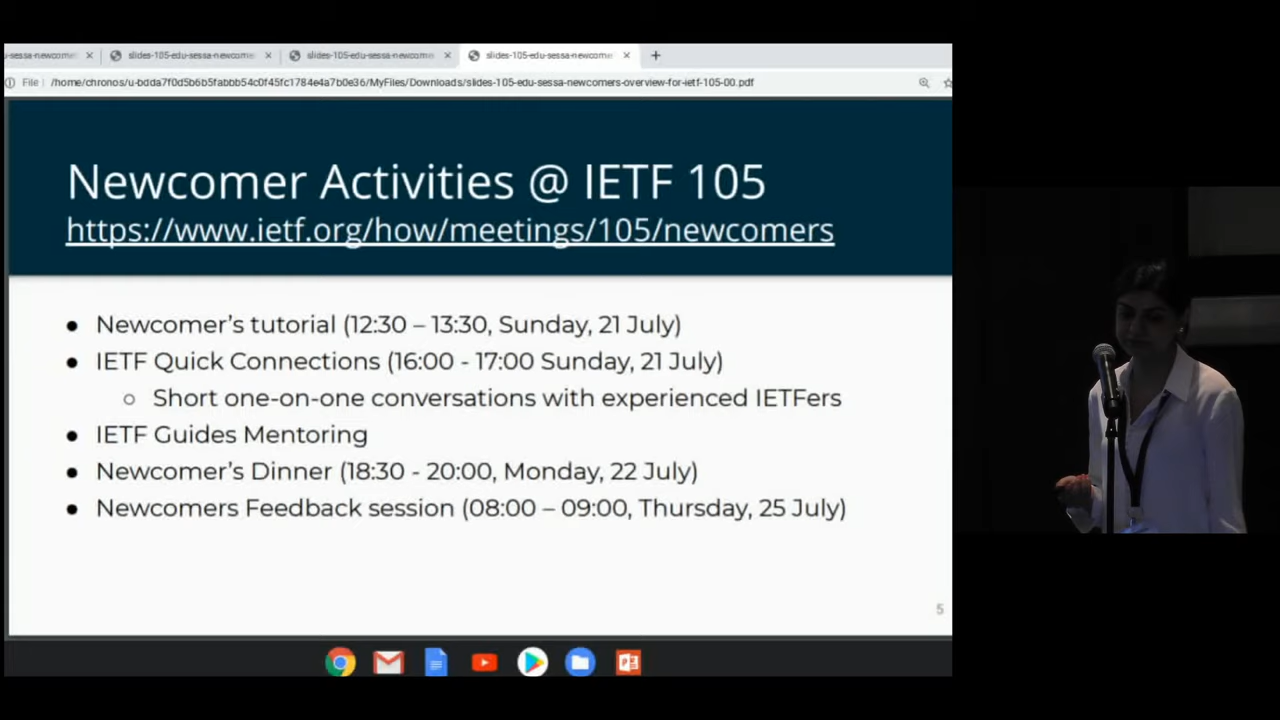 u-sessa-newcome
slides-105-edu-sessa-newcome
slides-105-edu-sessa-newcome
slides-105-edu-sessa-newcome
File | /home/chronos/u-bdda7f0d5b6b5fabbb54c0f45fc1784e4a7b0e36/MyFiles/Downloads/slides-105-edu-sessa-newcomers-overview-for-ietf-105-00.pdf
Newcomer Activities @ IETF 105
https://www.ietf.org/how/meetings/105/newcomers
● Newcomer’s tutorial (12:30 – 13:30, Sunday, 21 July)
● IETF Quick Connections (16:00 - 17:00 Sunday, 21 July)
○ Short one-on-one conversations with experienced IETFers
● IETF Guides Mentoring
● Newcomer’s Dinner (18:30 - 20:00, Monday, 22 July)
● Newcomers Feedback session (08:00 – 09:00, Thursday, 25 July)
5